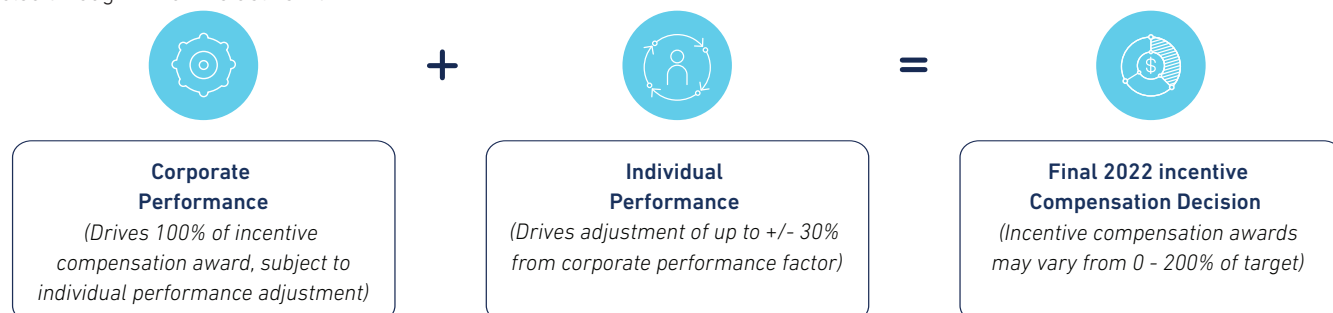 +
=
$
Corporate
Performance
(Drives 100% of incentive
compensation award, subject to
individual performance adjustment)
Individual
Performance
(Drives adjustment of up to +/- 30%
from corporate performance factor)
Final 2022 incentive
Compensation Decision
(Incentive compensation awards
may vary from 0 - 200% of target)